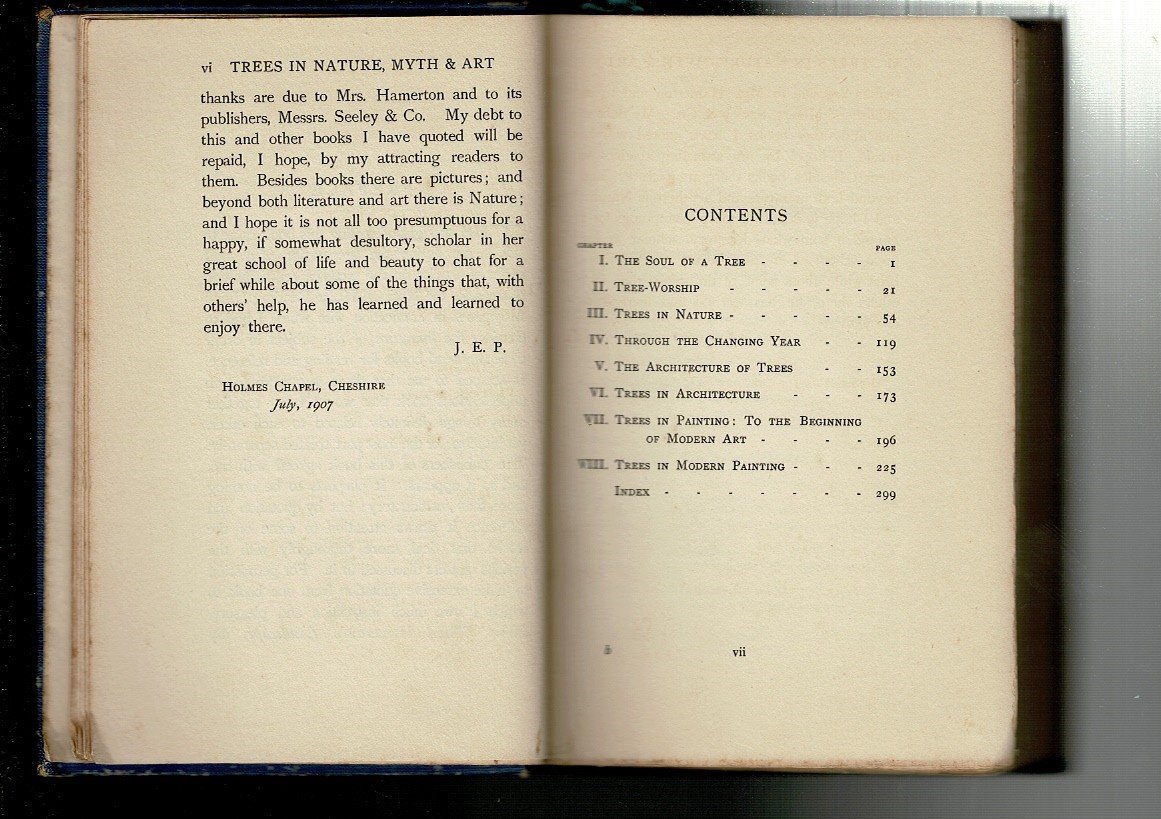 vi TREES IN NATURE, MYTH & ART
thanks are due to Mrs. Hamerton and to its
publishers, Messrs. Seeley & Co. My debt to
this and other books I have quoted will be
repaid, I hope, by my attracting readers to
them. Besides books there are pictures; and
beyond both literature and art there is Nature;
and I hope it is not all too presumptuous for a
happy, if somewhat desultory, scholar in her
great school of life and beauty to chat for a
brief while about some of the things that, with
others' help, he has learned and learned to
enjoy there.
J. E. P.
HOLMES CHAPEL, CHESHIRE
July, 1907
CONTENTS
CHAPTER PAGE
I. THE SOUL OF A TREE - - - - 1
II. TREE-WORSHIP - - - - - 21
III. TREES IN NATURE - - - - - 54
IV. THROUGH THE CHANGING YEAR - - 119
V. THE ARCHITECTURE OF TREES - - 153
VI. TREES IN ARCHITECTURE - - - 173
VII. TREES IN PAINTING: TO THE BEGINNING
OF MODERN ART - - - - 196
VIII. TREES IN MODERN PAINTING - - - 225
INDEX - - - - - - - 299
vii